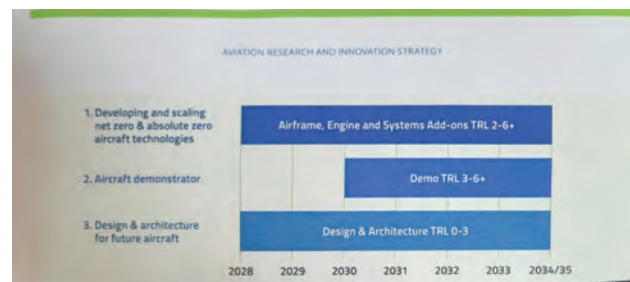 AVIATION RESEARCH AND INNOVATION STRATEGY
1. Developing and scaling
net zero & absolute zero
aircraft technologies
Airframe, Engine and Systems Add-ons TRL 2-6+
2. Aircraft demonstrator
Demo TRL 3-6+
3. Design & architecture
for future aircraft
Design & Architecture TRL 0-3
2028 2029 2030 2031 2032 2033 2034/35